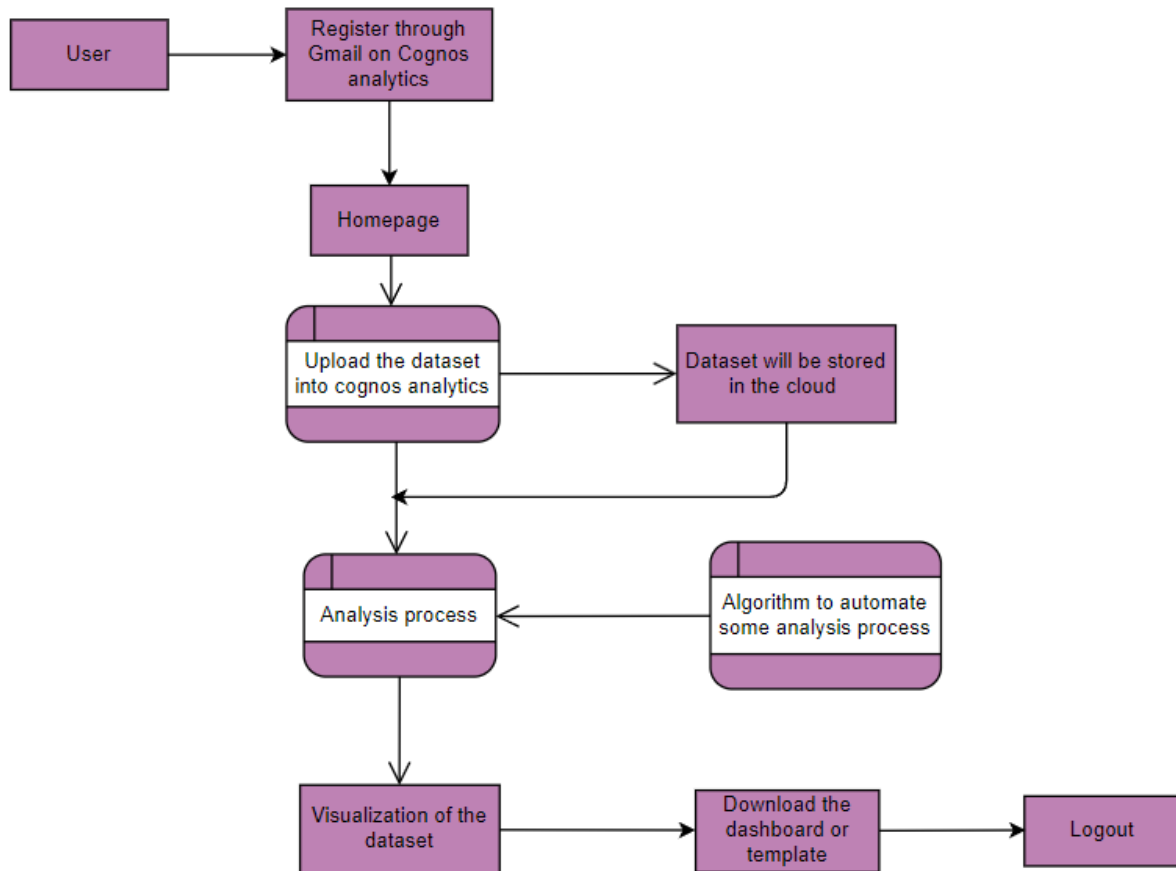 User
Register through
Gmail on Cognos
analytics
Homepage
Upload the dataset
into cognos analytics
Dataset will be stored
in the cloud
Analysis process
Algorithm to automate
some analysis process
Visualization of the
dataset
Download the
dashboard or
template
Logout